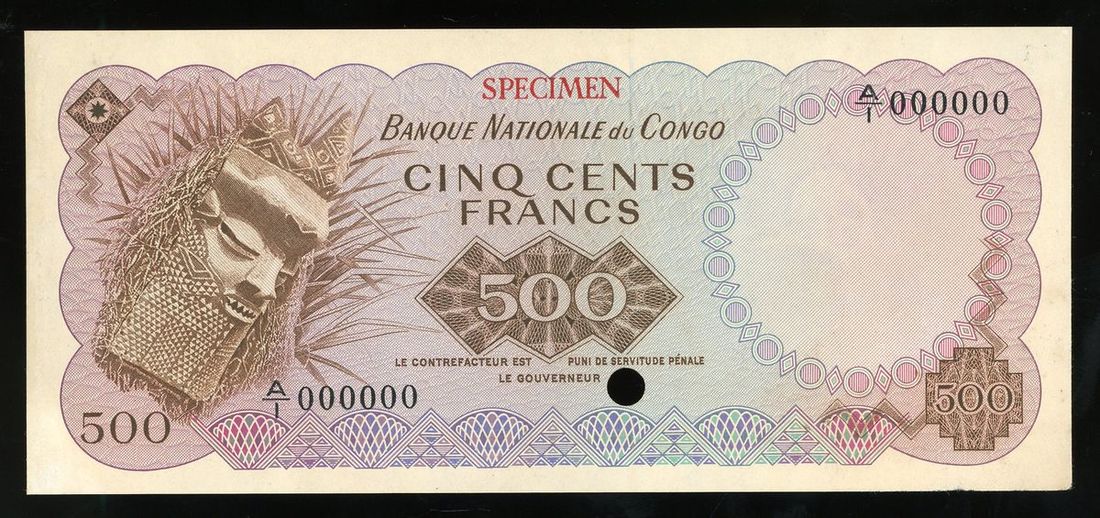 SPECIMEN
A/1 000000
BANQUE NATIONALE du CONGO
CINQ CENTS
FRANCS
500
LE CONTREFACTEUR EST PUNI DE SERVITUDE PÉNALE
LE GOUVERNEUR
A/1 000000
500
500